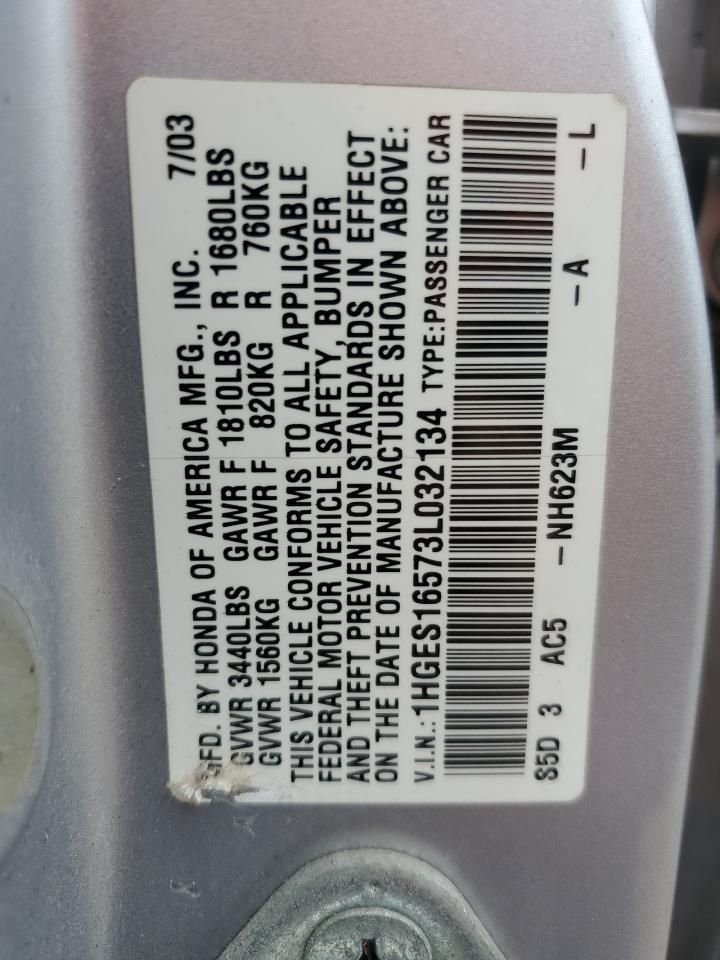 MFD. BY HONDA OF AMERICA MFG., INC. 7/03
GVWR 3440LBS GAWR F 1810LBS R 1680LBS
GVWR 1560KG GAWR F 820KG R 760KG
THIS VEHICLE CONFORMS TO ALL APPLICABLE
FEDERAL MOTOR VEHICLE SAFETY, BUMPER
AND THEFT PREVENTION STANDARDS IN EFFECT
ON THE DATE OF MANUFACTURE SHOWN ABOVE:
V.I.N.:1HGES16573L032134 TYPE:PASSENGER CAR
S5D 3 AC5 -NH623M -A -L